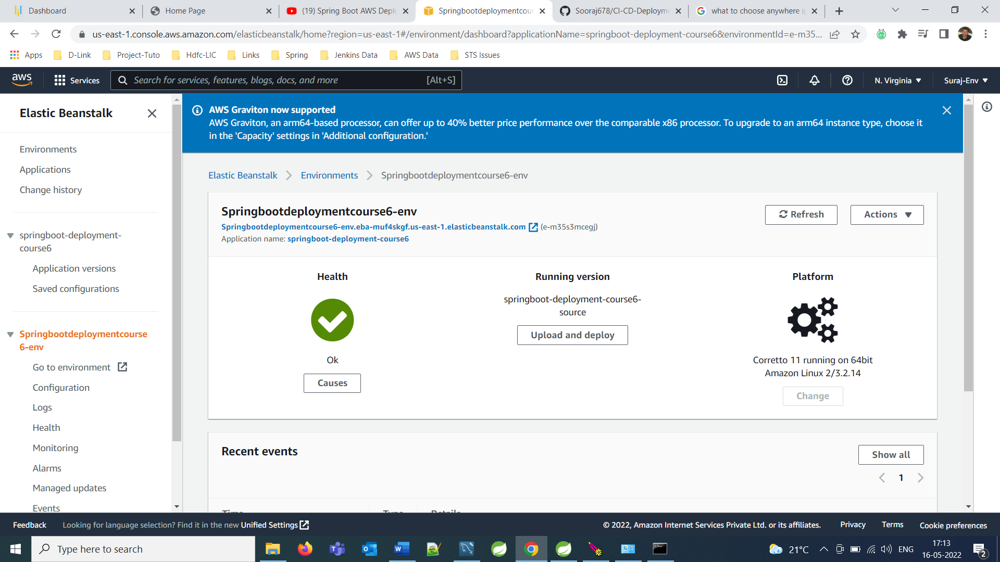 Dashboard
Home Page
(19) Spring Boot AWS Deplo
Springbootdeploymentcour
Sooraj678/CI-CD-Deployme
what to choose anywhere ip
us-east-1.console.aws.amazon.com/elasticbeanstalk/home?region=us-east-1#/environment/dashboard?applicationName=springboot-deployment-course6&environmentId=e-m35...
Apps
D-Link
Project-Tuto
Hdfc-LIC
Links
Spring
Jenkins Data
AWS Data
STS Issues
aws
Services
Search for services, features, blogs, docs, and more
[Alt+S]
N. Virginia
Suraj-Env
Elastic Beanstalk
Environments
Applications
Change history
springboot-deployment-
course6
Application versions
Saved configurations
Springbootdeploymentcourse
6-env
Go to environment
Configuration
Logs
Health
Monitoring
Alarms
Managed updates
Events
AWS Graviton now supported
AWS Graviton, an arm64-based processor, can offer up to 40% better price performance over the comparable x86 processor. To upgrade to an arm64 instance type, choose it
in the 'Capacity' settings in 'Additional configuration.'
Elastic Beanstalk
Environments
Springbootdeploymentcourse6-env
Springbootdeploymentcourse6-env
Springbootdeploymentcourse6-env.eba-muf4skgf.us-east-1.elasticbeanstalk.com (e-m35s3mcegj)
Application name: springboot-deployment-course6
Refresh
Actions
Health
Ok
Causes
Running version
springboot-deployment-course6-
source
Upload and deploy
Platform
Corretto 11 running on 64bit
Amazon Linux 2/3.2.14
Change
Recent events
Show all
1
Time
Type
Details
Feedback
Looking for language selection? Find it in the new Unified Settings
© 2022, Amazon Internet Services Private Ltd. or its affiliates.
Privacy
Terms
Cookie preferences
Type here to search
21°C
ENG
17:13
16-05-2022
2